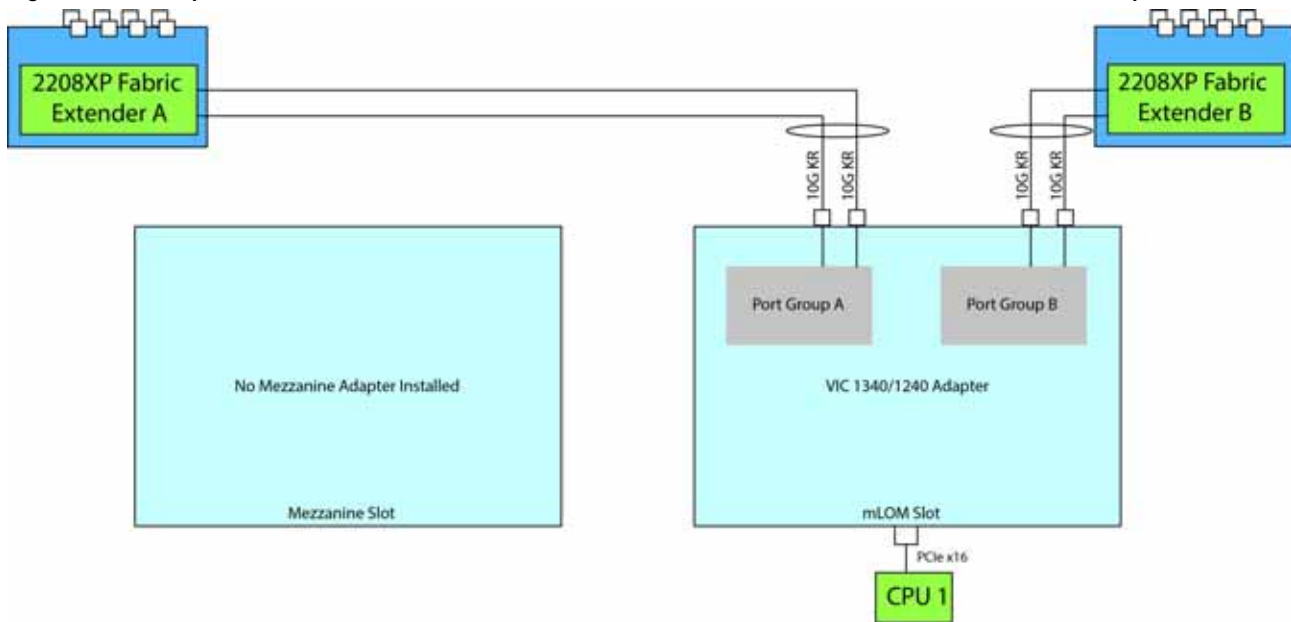 2208XP Fabric
Extender A
2208XP Fabric
Extender B
10G KR
10G KR
10G KR
10G KR
Port Group A
Port Group B
No Mezzanine Adapter Installed
VIC 1340/1240 Adapter
Mezzanine Slot
mLOM Slot
PCIe x16
CPU 1